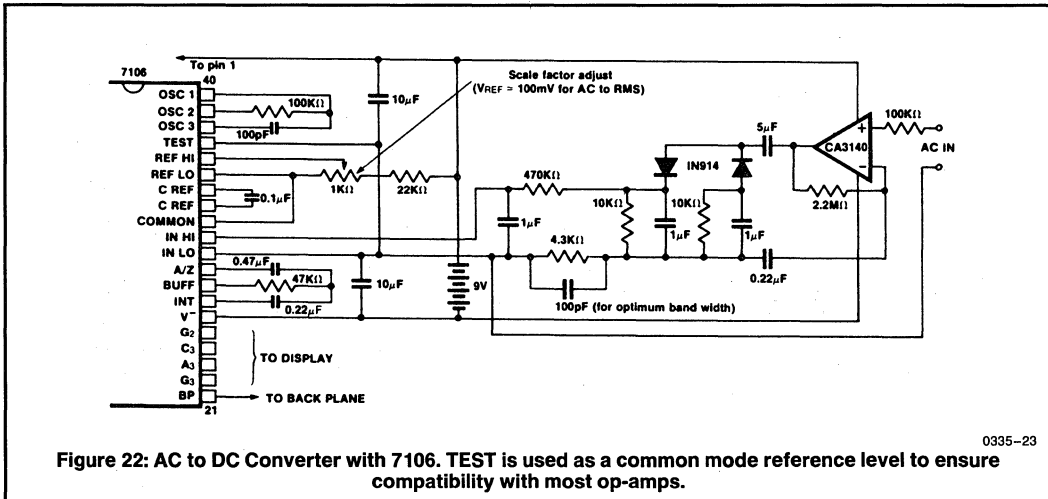 To pin 1
7106
40
OSC 1
OSC 2
OSC 3
TEST
REF HI
REF LO
C REF
C REF
COMMON
IN HI
IN LO
A/Z
BUFF
INT
V⁻
G2
C3
A3
G3
BP
21
100KΩ
100pF
10μF
Scale factor adjust
(VREF = 100mV for AC to RMS)
1KΩ
22KΩ
0.1μF
470KΩ
1μF
10KΩ
1μF
10KΩ
1μF
IN914
5μF
CA3140
+
−
100KΩ
AC IN
2.2MΩ
4.3KΩ
0.22μF
100pF (for optimum band width)
0.47μF
47KΩ
0.22μF
10μF
9V
TO DISPLAY
TO BACK PLANE
0335–23
Figure 22: AC to DC Converter with 7106. TEST is used as a common mode reference level to ensure
compatibility with most op-amps.